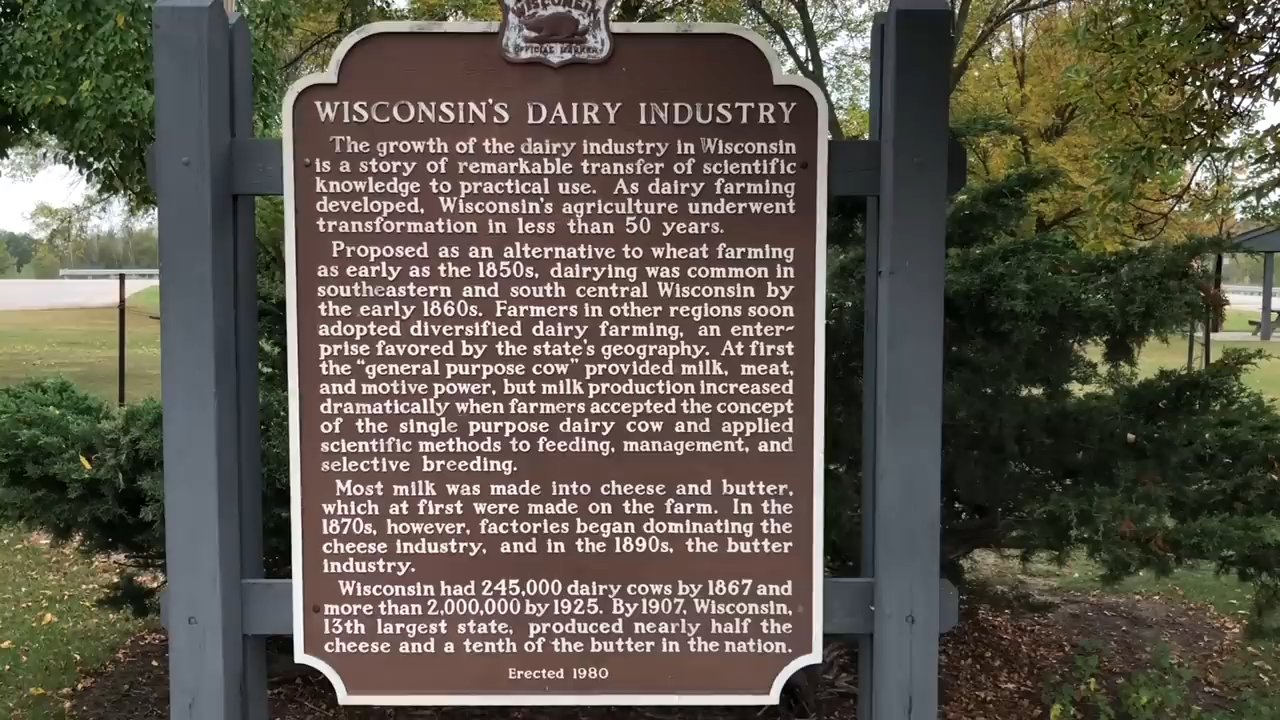 WISCONSIN
OFFICIAL MARKER
WISCONSIN'S DAIRY INDUSTRY
The growth of the dairy industry in Wisconsin
is a story of remarkable transfer of scientific
knowledge to practical use. As dairy farming
developed, Wisconsin's agriculture underwent
transformation in less than 50 years.
Proposed as an alternative to wheat farming
as early as the 1850s, dairying was common in
southeastern and south central Wisconsin by
the early 1860s. Farmers in other regions soon
adopted diversified dairy farming, an enter-
prise favored by the state's geography. At first
the "general purpose cow" provided milk, meat,
and motive power, but milk production increased
dramatically when farmers accepted the concept
of the single purpose dairy cow and applied
scientific methods to feeding, management, and
selective breeding.
Most milk was made into cheese and butter,
which at first were made on the farm. In the
1870s, however, factories began dominating the
cheese industry, and in the 1890s, the butter
industry.
Wisconsin had 245,000 dairy cows by 1867 and
more than 2,000,000 by 1925. By 1907, Wisconsin,
13th largest state, produced nearly half the
cheese and a tenth of the butter in the nation.
Erected 1980